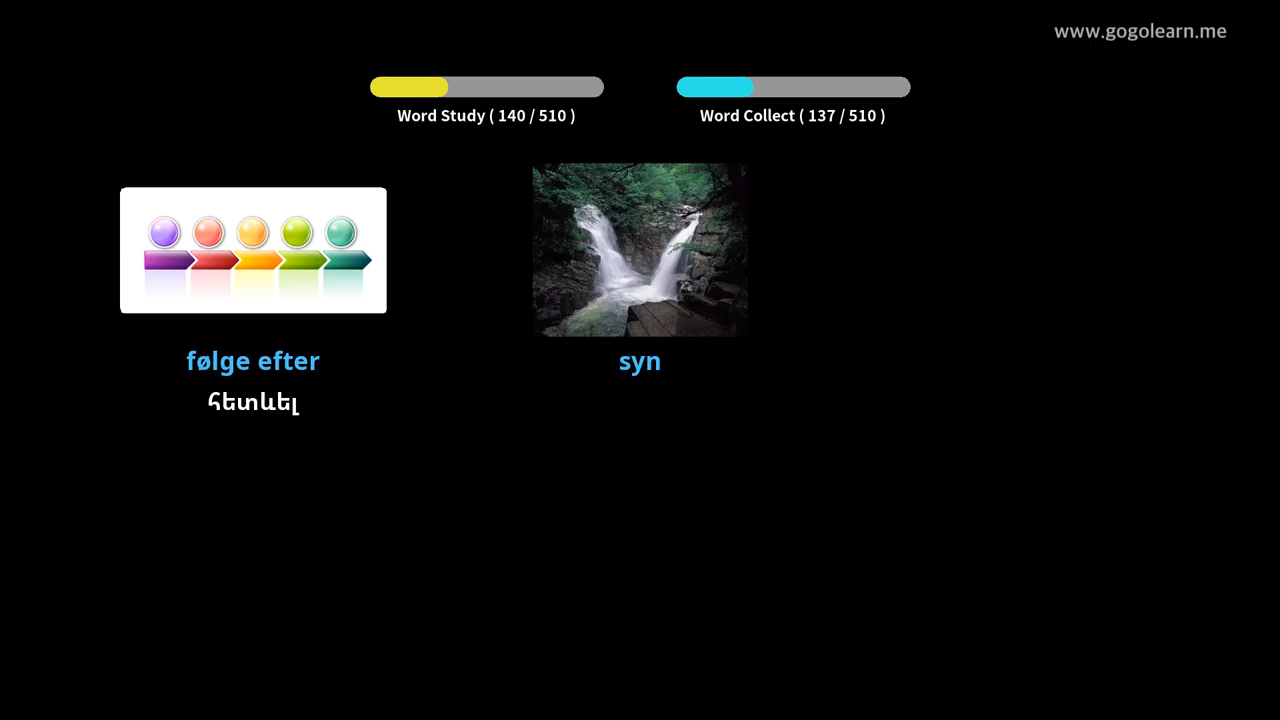 www.gogolearn.me
Word Study ( 140 / 510 )
Word Collect ( 137 / 510 )
følge efter
հետևել
syn